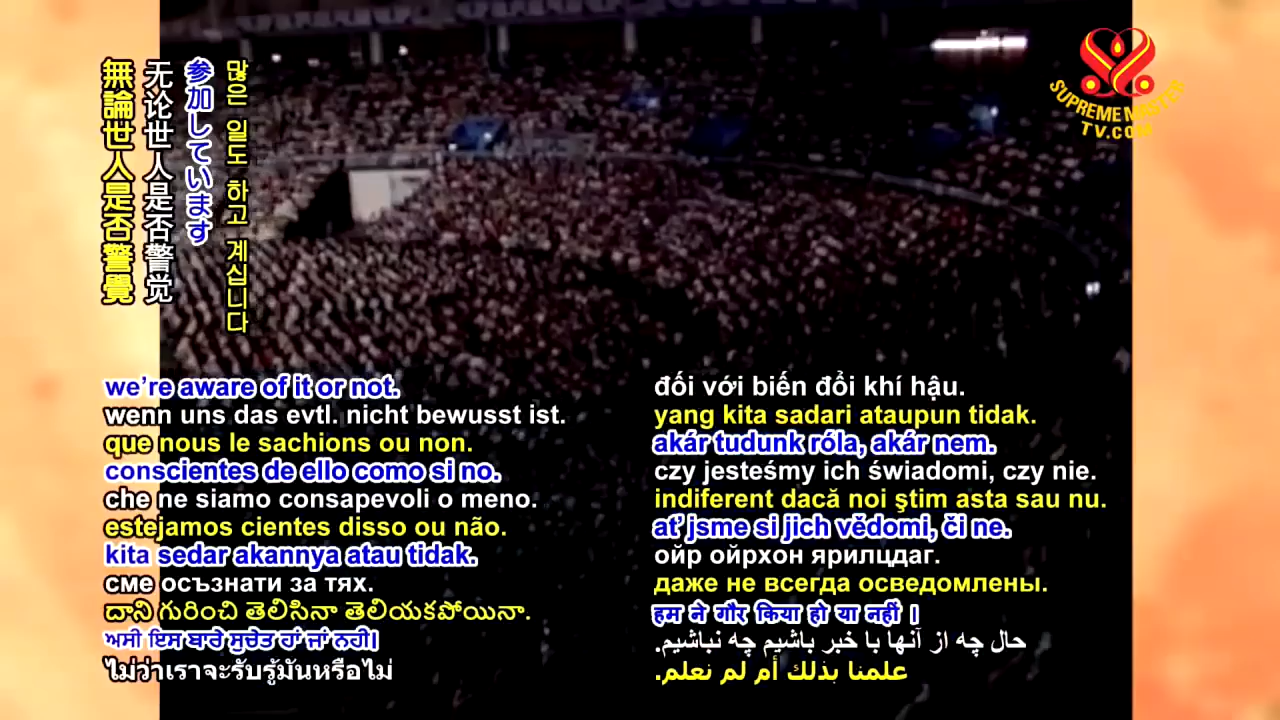 無論世人是否警覺
无论世人是否警觉
参加しています
많은 일도 하고 계십니다
SUPREME MASTER
TV.COM
we're aware of it or not.
wenn uns das evtl. nicht bewusst ist.
que nous le sachions ou non.
conscientes de ello como si no.
che ne siamo consapevoli o meno.
estejamos cientes disso ou não.
kita sedar akannya atau tidak.
сме осъзнати за тях.
దాని గురించి తెలిసినా తెలియకపోయినా.
ਅਸੀ ਇਸ ਬਾਰੇ ਸੁਚੇਤ ਹਾਂ ਜਾਂ ਨਹੀ।
ไม่ว่าเราจะรับรู้มันหรือไม่
đối với biến đổi khí hậu.
yang kita sadari ataupun tidak.
akár tudunk róla, akár nem.
czy jesteśmy ich świadomi, czy nie.
indiferent dacă noi ştim asta sau nu.
ať jsme si jich vědomi, či ne.
ойр ойрхон ярилцдаг.
даже не всегда осведомлены.
हम ने गौर किया हो या नहीं ।
حال چه از آنها با خبر باشیم چه نباشیم.
علمنا بذلك أم لم نعلم.